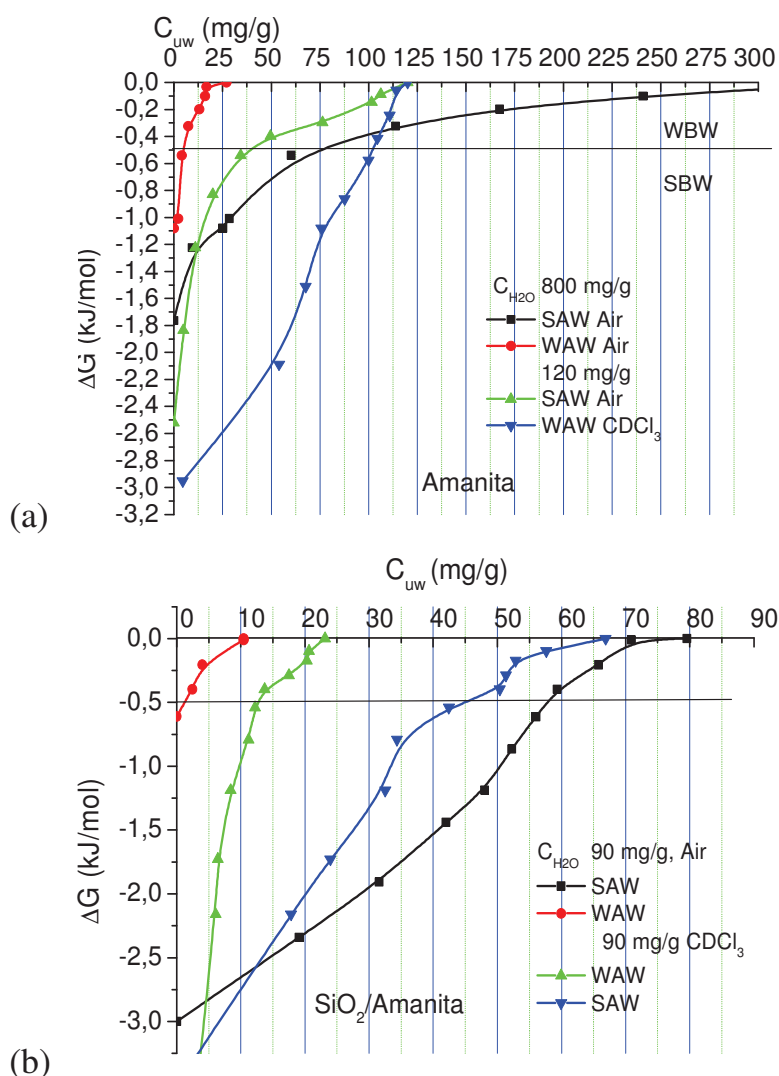 C_uw (mg/g)
0 25 50 75 100 125 150 175 200 225 250 275 300
0,0
-0,2
-0,4
-0,6
-0,8
-1,0
-1,2
-1,4
-1,6
-1,8
-2,0
-2,2
-2,4
-2,6
-2,8
-3,0
-3,2
ΔG (kJ/mol)
WBW
SBW
C_H2O 800 mg/g
SAW Air
WAW Air
120 mg/g
SAW Air
WAW CDCl3
Amanita
(a)
C_uw (mg/g)
0 10 20 30 40 50 60 70 80 90
0,0
-0,5
-1,0
-1,5
-2,0
-2,5
-3,0
ΔG (kJ/mol)
C_H2O 90 mg/g, Air
SAW
WAW
90 mg/g CDCl3
WAW
SAW
SiO2/Amanita
(b)